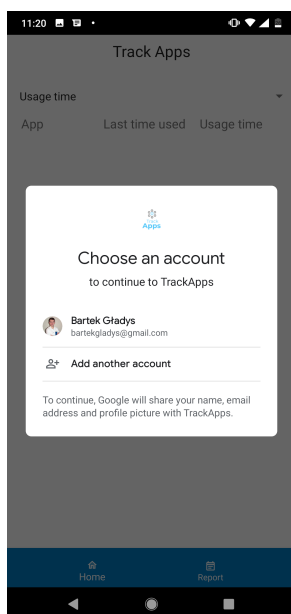 11:20
Track Apps
Usage time
App Last time used Usage time
Track
Apps
Choose an account
to continue to TrackApps
Bartek Gładys
bartekgladys@gmail.com
Add another account
To continue, Google will share your name, email
address and profile picture with TrackApps.
Home Report